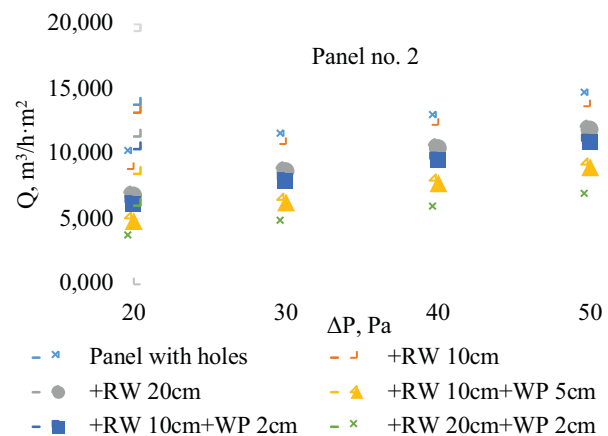 20,000
Panel no. 2
15,000
10,000
5,000
0,000
Q, m³/h·m²
20 30 40 50
ΔP, Pa
Panel with holes +RW 10cm
+RW 20cm +RW 10cm+WP 5cm
+RW 10cm+WP 2cm +RW 20cm+WP 2cm